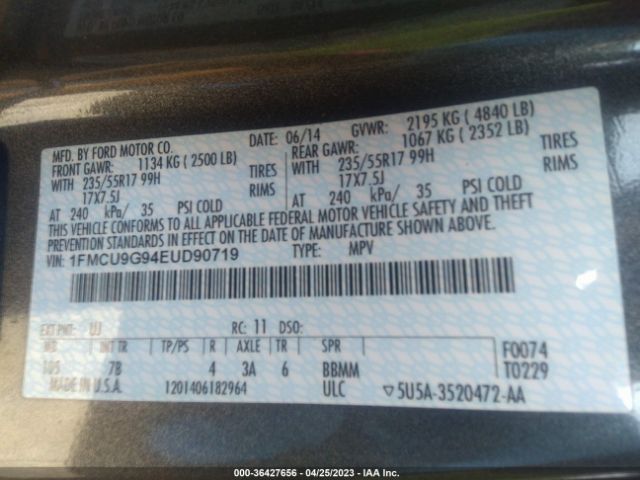 MFD. BY FORD MOTOR CO. DATE: 06/14 GVWR: 2195 KG ( 4840 LB)
FRONT GAWR: 1134 KG ( 2500 LB) REAR GAWR: 1067 KG ( 2352 LB)
WITH 235/55R17 99H TIRES WITH 235/55R17 99H TIRES
17X7.5J RIMS 17X7.5J RIMS
AT 240 kPa/ 35 PSI COLD AT 240 kPa/ 35 PSI COLD
THIS VEHICLE CONFORMS TO ALL APPLICABLE FEDERAL MOTOR VEHICLE SAFETY AND THEFT
PREVENTION STANDARDS IN EFFECT ON THE DATE OF MANUFACTURE SHOWN ABOVE.
VIN: 1FMCU9G94EUD90719 TYPE: MPV
EXT PNT: UJ RC: 11 DSO:
WB INT TR TP/PS R AXLE TR SPR F0074
105 7B 4 3A 6 BBMM T0229
MADE IN U.S.A. 1201406182964 ULC ▽5U5A-3520472-AA
000-36427656 - 04/25/2023 - IAA Inc.